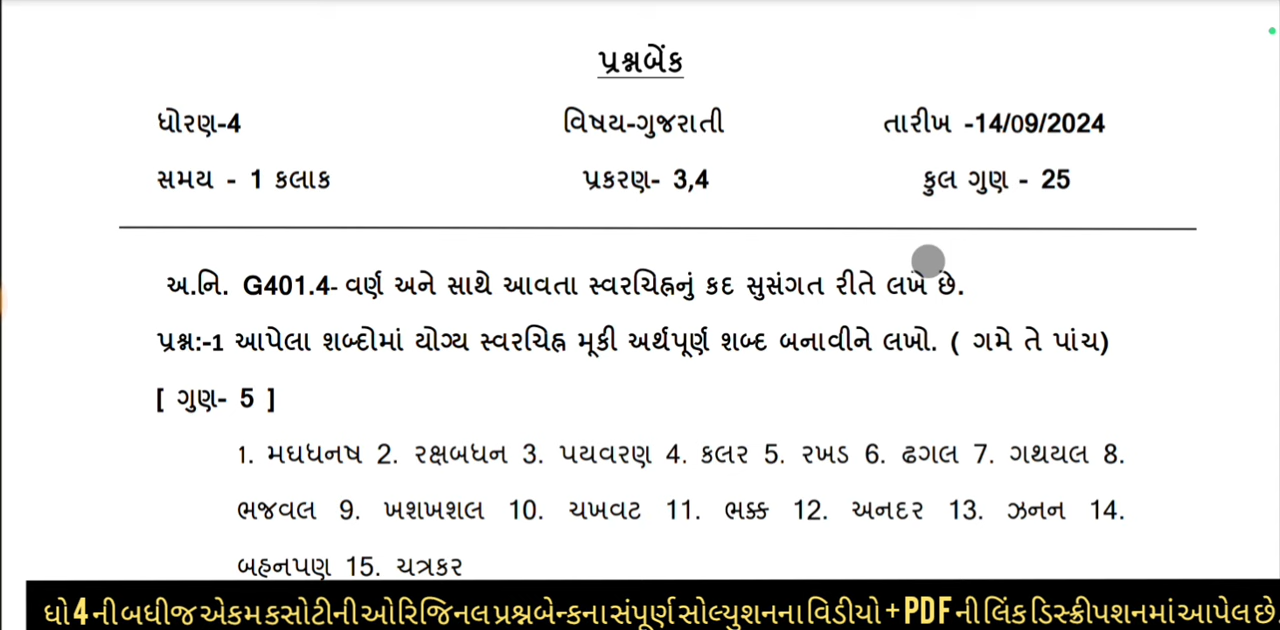 પ્રશ્નબેંક
ધોરણ-4 વિષય-ગુજરાતી તારીખ -14/09/2024
સમય - 1 કલાક પ્રકરણ- 3,4 કુલ ગુણ - 25
અ.નિ. G401.4- વર્ણ અને સાથે આવતા સ્વરચિહ્નનું કદ સુસંગત રીતે લખે છે.
પ્રશ્ન:-1 આપેલા શબ્દોમાં યોગ્ય સ્વરચિહ્ન મૂકી અર્થપૂર્ણ શબ્દ બનાવીને લખો. ( ગમે તે પાંચ)
[ ગુણ- 5 ]
1. મઘધનષ 2. રક્ષબધન 3. પયવરણ 4. કલર 5. રખડ 6. ઢગલ 7. ગથયલ 8.
ભજવલ 9. ખશખશલ 10. ચખવટ 11. ભક્ક 12. અનદર 13. ઝનન 14.
બહનપણ 15. ચત્રકર
ધો 4 ની બધીજ એકમ કસોટીની ઓરિજિનલ પ્રશ્નબેન્કના સંપૂર્ણ સોલ્યુશનના વિડીયો + PDF ની લિંક ડિસ્ક્રીપશનમાં આપેલ છે.